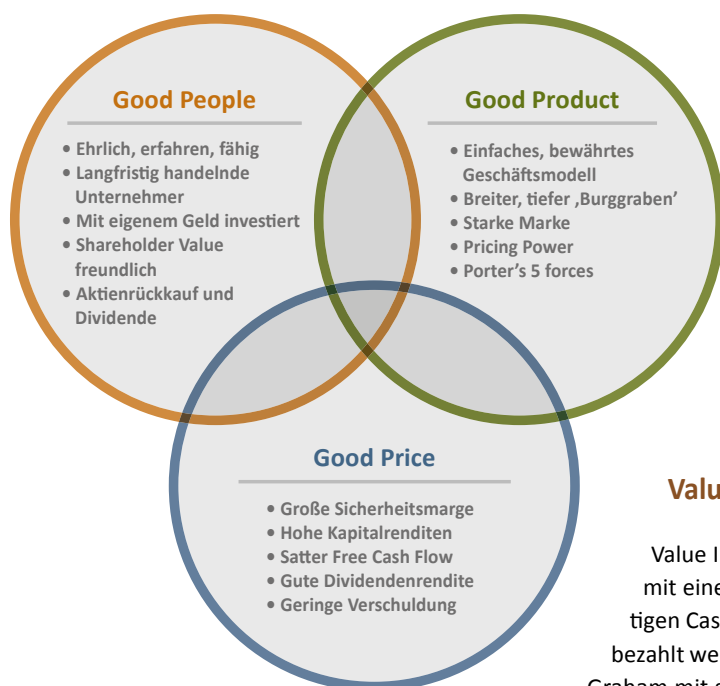 Good People
• Ehrlich, erfahren, fähig
• Langfristig handelnde
Unternehmer
• Mit eigenem Geld investiert
• Shareholder Value
freundlich
• Aktienrückkauf und
Dividende
Good Product
• Einfaches, bewährtes
Geschäftsmodell
• Breiter, tiefer ‚Burggraben’
• Starke Marke
• Pricing Power
• Porter’s 5 forces
Good Price
• Große Sicherheitsmarge
• Hohe Kapitalrenditen
• Satter Free Cash Flow
• Gute Dividendenrendite
• Geringe Verschuldung
Valu
Value I
mit eine
tigen Cas
bezahlt we
Graham mit